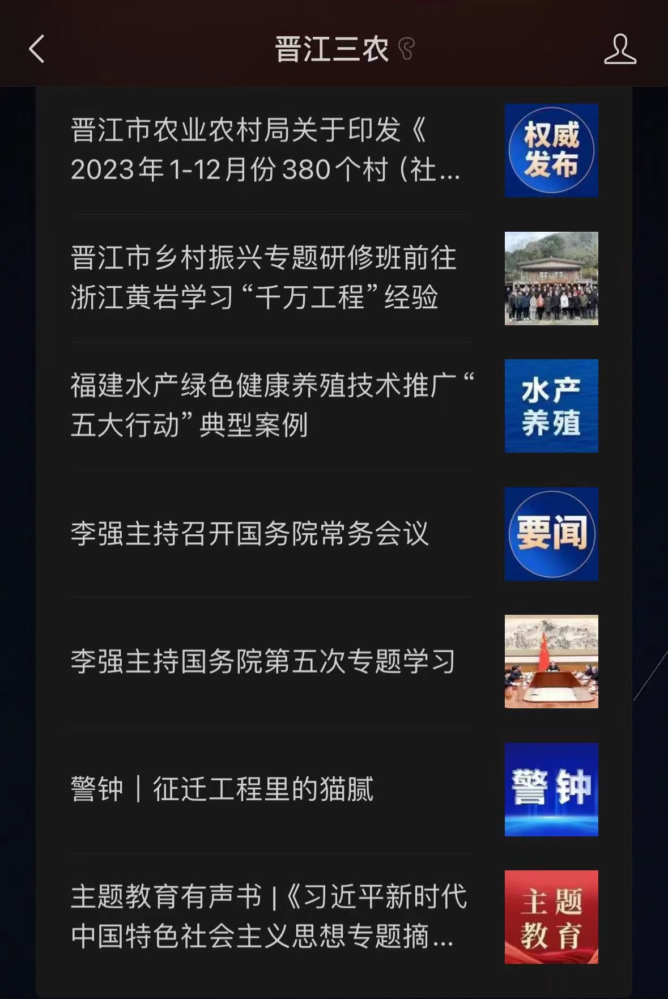 晋江三农
晋江市农业农村局关于印发《
2023年1-12月份380个村（社...
权威
发布
晋江市乡村振兴专题研修班前往
浙江黄岩学习“千万工程”经验
福建水产绿色健康养殖技术推广“
五大行动”典型案例
水产
养殖
李强主持召开国务院常务会议
要闻
李强主持国务院第五次专题学习
警钟｜征迁工程里的猫腻
警钟
主题教育有声书 |《习近平新时代
中国特色社会主义思想专题摘...
主题
教育